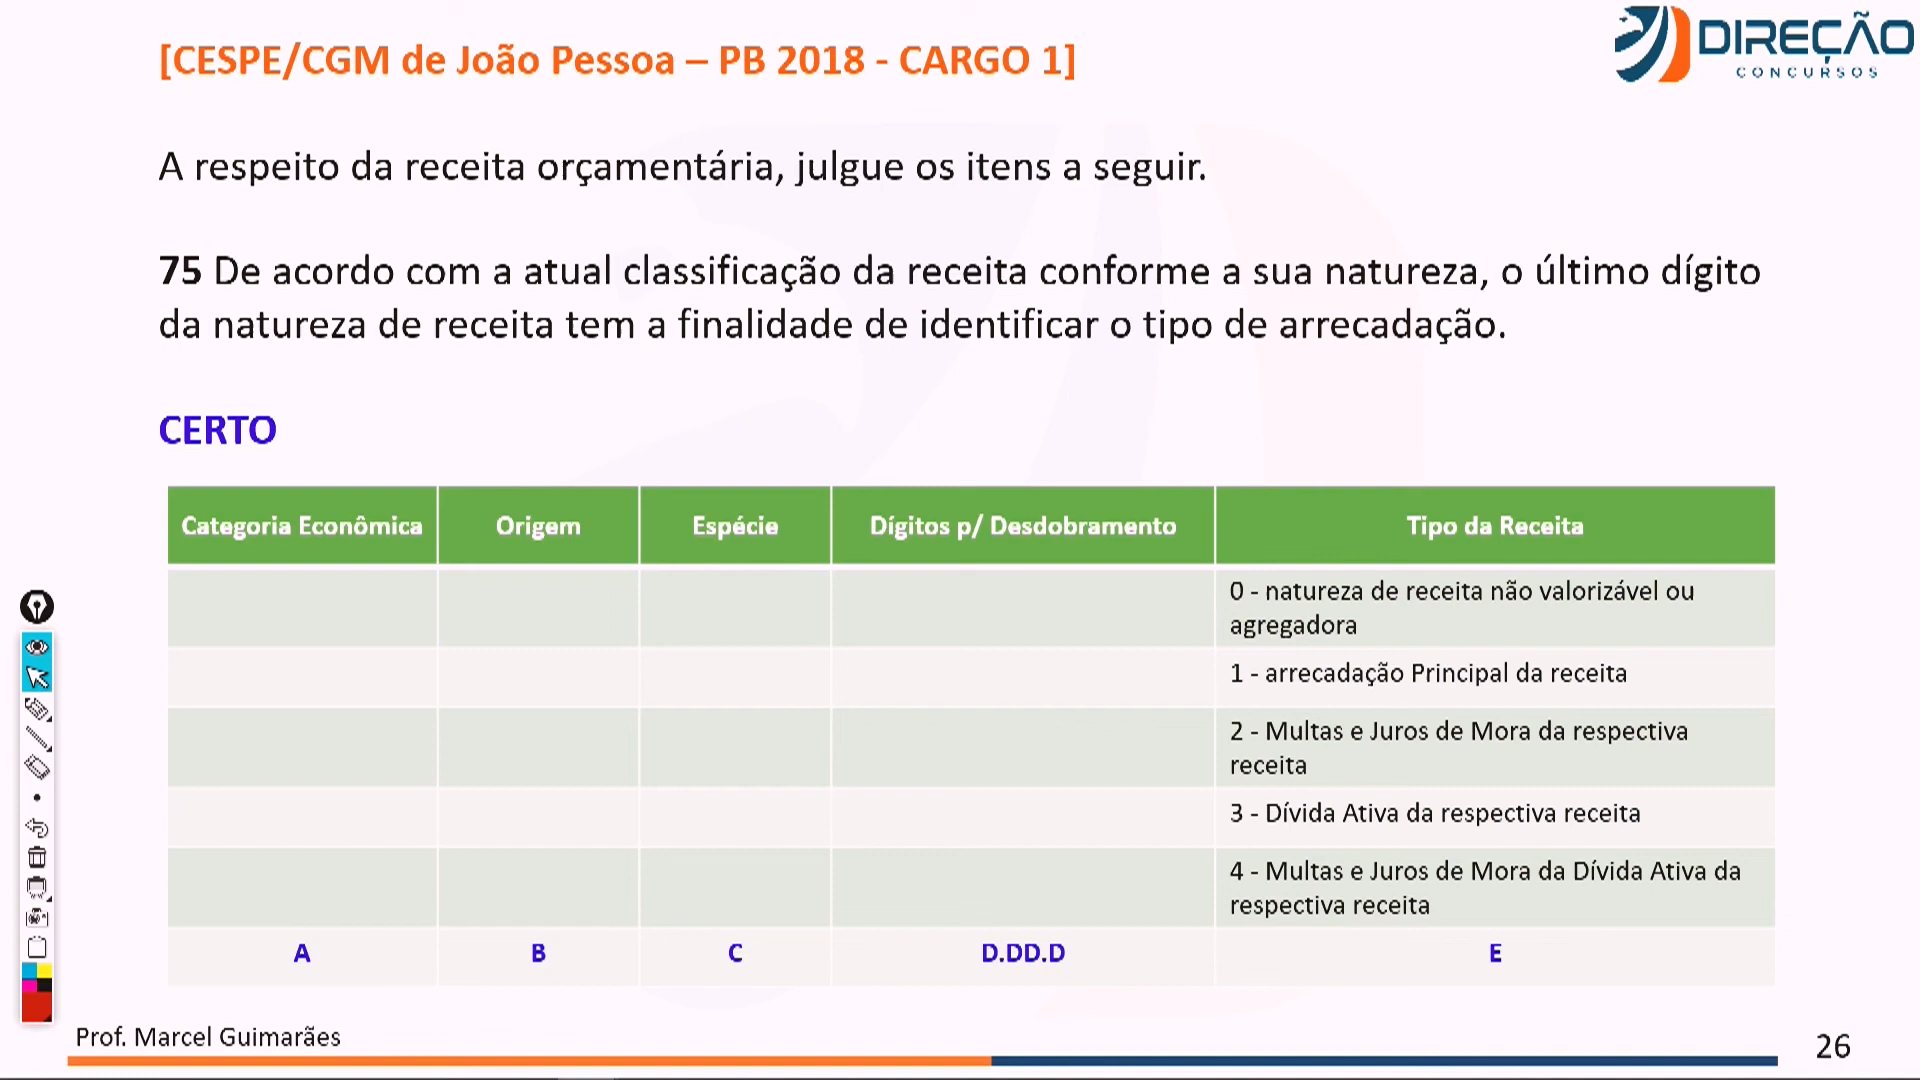 [CESPE/CGM de João Pessoa – PB 2018 - CARGO 1]
DIREÇÃO
CONCURSOS
A respeito da receita orçamentária, julgue os itens a seguir.
75 De acordo com a atual classificação da receita conforme a sua natureza, o último dígito
da natureza de receita tem a finalidade de identificar o tipo de arrecadação.
CERTO
Categoria Econômica
Origem
Espécie
Dígitos p/ Desdobramento
Tipo da Receita
0 - natureza de receita não valorizável ou
agregadora
1 - arrecadação Principal da receita
2 - Multas e Juros de Mora da respectiva
receita
3 - Dívida Ativa da respectiva receita
4 - Multas e Juros de Mora da Dívida Ativa da
respectiva receita
A
B
C
D.DD.D
E
Prof. Marcel Guimarães
26